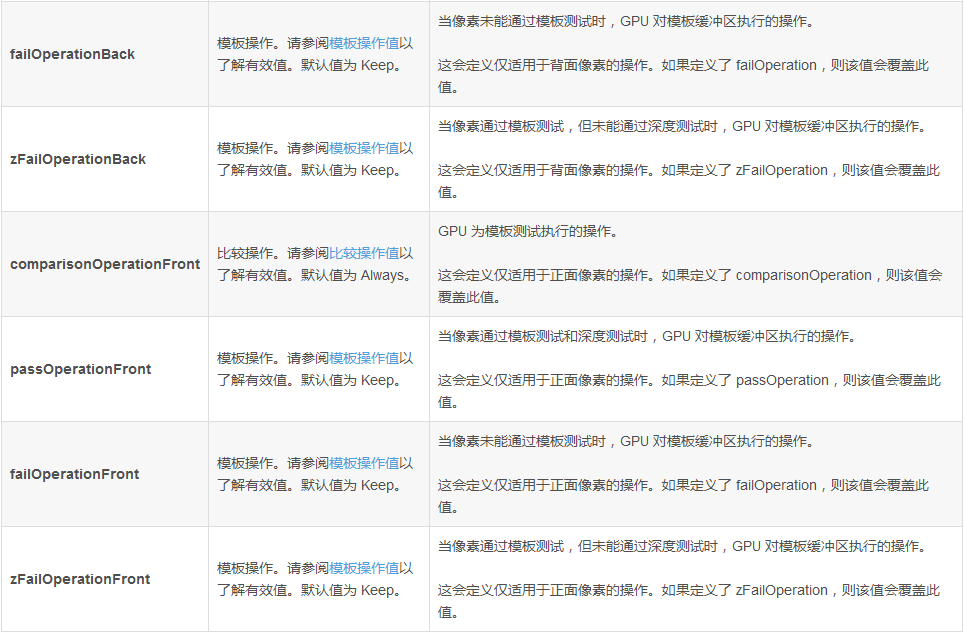 failOperationBack
模板操作。请参阅模板操作值以
了解有效值。默认值为 Keep。
当像素未能通过模板测试时，GPU 对模板缓冲区执行的操作。
这会定义仅适用于背面像素的操作。如果定义了 failOperation，则该值会覆盖此
值。
zFailOperationBack
模板操作。请参阅模板操作值以
了解有效值。默认值为 Keep。
当像素通过模板测试，但未能通过深度测试时，GPU 对模板缓冲区执行的操作。
这会定义仅适用于背面像素的操作。如果定义了 zFailOperation，则该值会覆盖此
值。
comparisonOperationFront
比较操作。请参阅比较操作值以
了解有效值。默认值为 Always。
GPU 为模板测试执行的操作。
这会定义仅适用于正面像素的操作。如果定义了 comparisonOperation，则该值会
覆盖此值。
passOperationFront
模板操作。请参阅模板操作值以
了解有效值。默认值为 Keep。
当像素通过模板测试和深度测试时，GPU 对模板缓冲区执行的操作。
这会定义仅适用于正面像素的操作。如果定义了 passOperation，则该值会覆盖此
值。
failOperationFront
模板操作。请参阅模板操作值以
了解有效值。默认值为 Keep。
当像素未能通过模板测试时，GPU 对模板缓冲区执行的操作。
这会定义仅适用于正面像素的操作。如果定义了 failOperation，则该值会覆盖此
值。
zFailOperationFront
模板操作。请参阅模板操作值以
了解有效值。默认值为 Keep。
当像素通过模板测试，但未能通过深度测试时，GPU 对模板缓冲区执行的操作。
这会定义仅适用于正面像素的操作。如果定义了 zFailOperation，则该值会覆盖此
值。